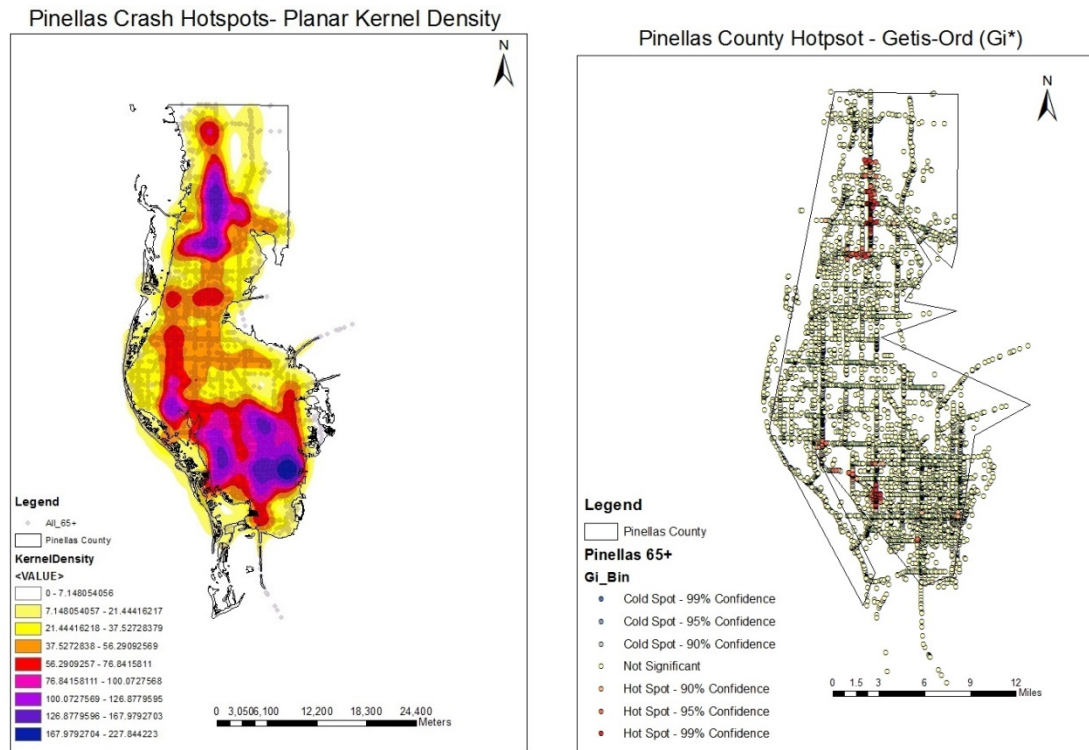 Pinellas Crash Hotspots- Planar Kernel Density
N
Legend
All_65+
Pinellas County
KernelDensity
<VALUE>
0 - 7.148054056
7.148054057 - 21.44416217
21.44416218 - 37.52728379
37.5272838 - 56.29092569
56.2909257 - 76.8415811
76.84158111 - 100.0727568
100.0727569 - 126.8779595
126.8779596 - 167.9792703
167.9792704 - 227.844223
0 3,050 6,100 12,200 18,300 24,400
Meters
Pinellas County Hotpsot - Getis-Ord (Gi*)
N
Legend
Pinellas County
Pinellas 65+
Gi_Bin
Cold Spot - 99% Confidence
Cold Spot - 95% Confidence
Cold Spot - 90% Confidence
Not Significant
Hot Spot - 90% Confidence
Hot Spot - 95% Confidence
Hot Spot - 99% Confidence
0 1.5 3 6 9 12
Miles